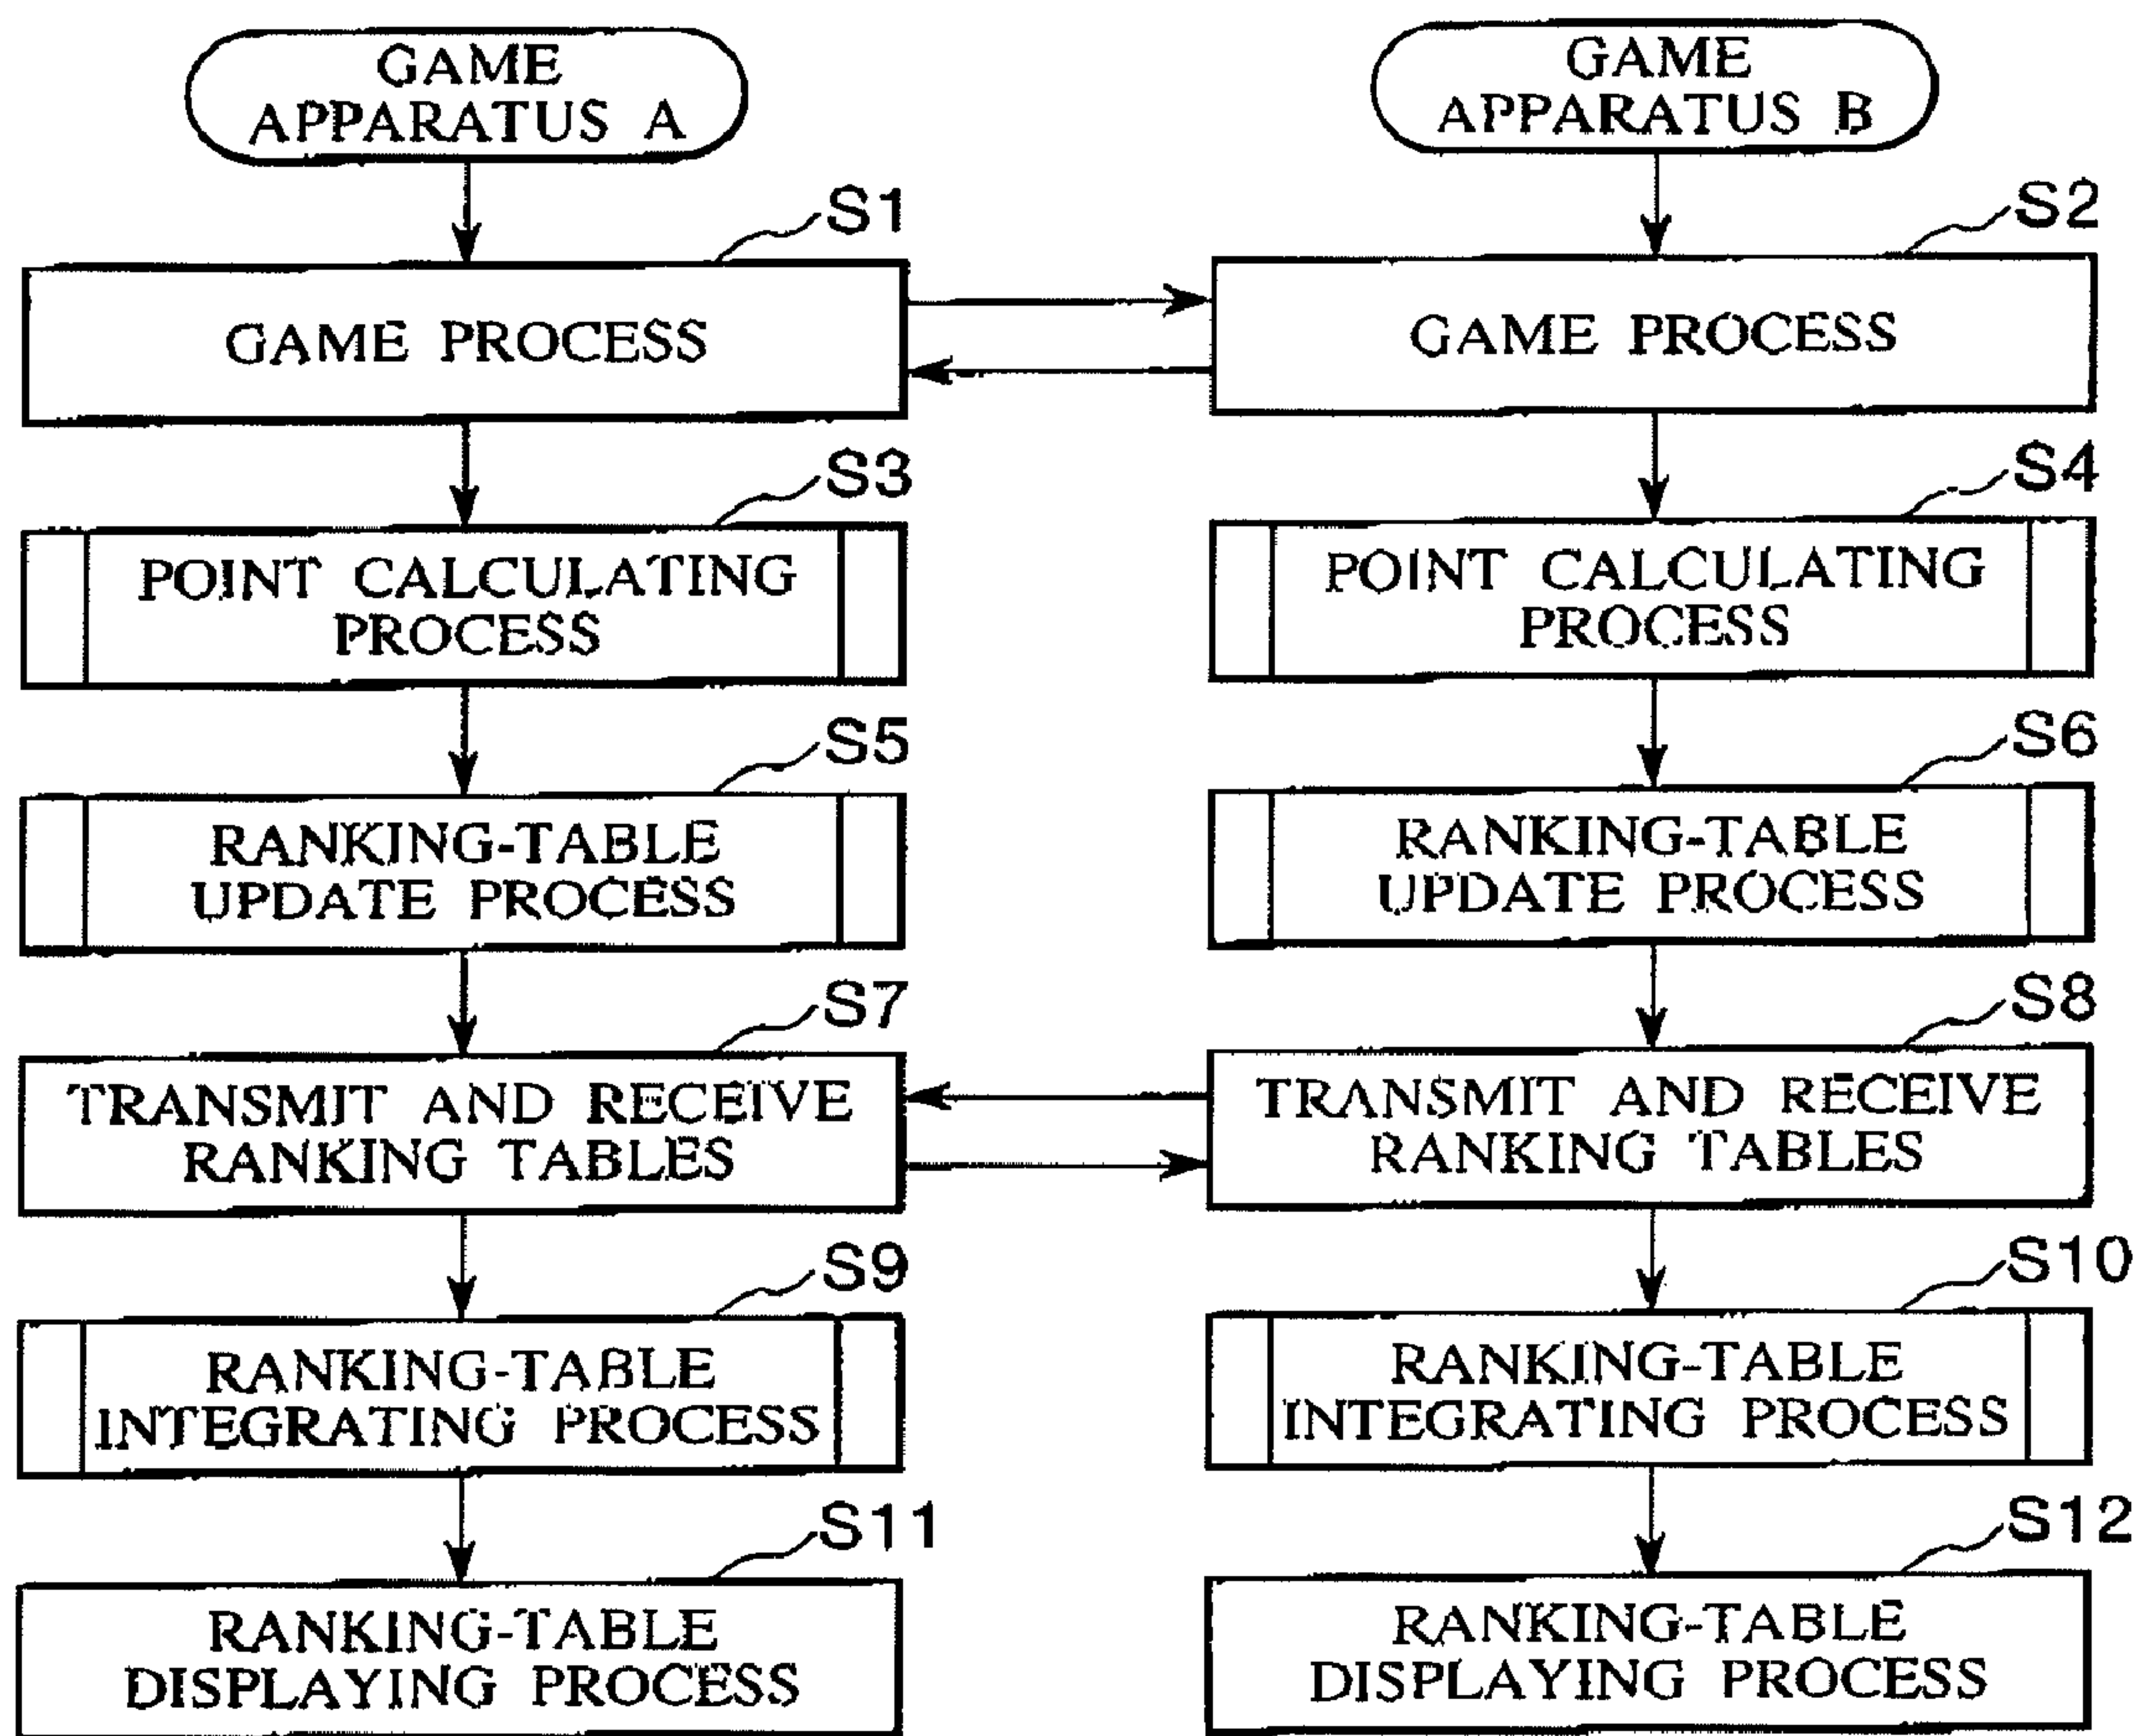 GAME
APPARATUS A
GAME
APPARATUS B
S1
S2
GAME PROCESS
GAME PROCESS
S3
S4
POINT CALCULATING
PROCESS
POINT CALCULATING
PROCESS
S5
S6
RANKING-TABLE
UPDATE PROCESS
RANKING-TABLE
UPDATE PROCESS
S7
S8
TRANSMIT AND RECEIVE
RANKING TABLES
TRANSMIT AND RECEIVE
RANKING TABLES
S9
S10
RANKING-TABLE
INTEGRATING PROCESS
RANKING-TABLE
INTEGRATING PROCESS
S11
S12
RANKING-TABLE
DISPLAYING PROCESS
RANKING-TABLE
DISPLAYING PROCESS